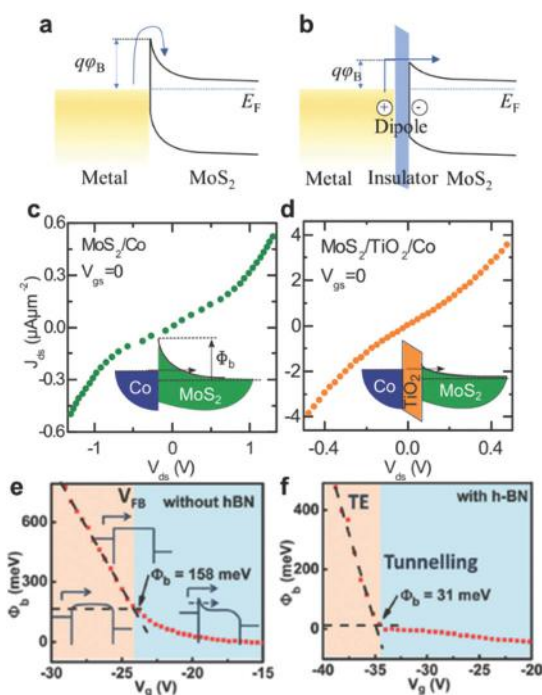 a
qφB
EF
Metal
MoS2
b
qφB
EF
+
-
Dipole
Metal
Insulator
MoS2
c
MoS2/Co
Vgs=0
Jds (μAμm-2)
0.6
0.3
0.0
-0.3
-0.6
Φb
Co
MoS2
-1
0
1
Vds (V)
d
MoS2/TiO2/Co
Vgs=0
4
2
0
-2
-4
Co
TiO2
MoS2
-0.4
0.0
0.4
Vds (V)
e
VFB
without hBN
Φb (meV)
600
300
0
Φb = 158 meV
-30
-25
-20
-15
Vg (V)
f
TE
with h-BN
Tunnelling
Φb (meV)
400
200
0
Φb = 31 meV
-40
-35
-30
-25
-20
Vg (V)